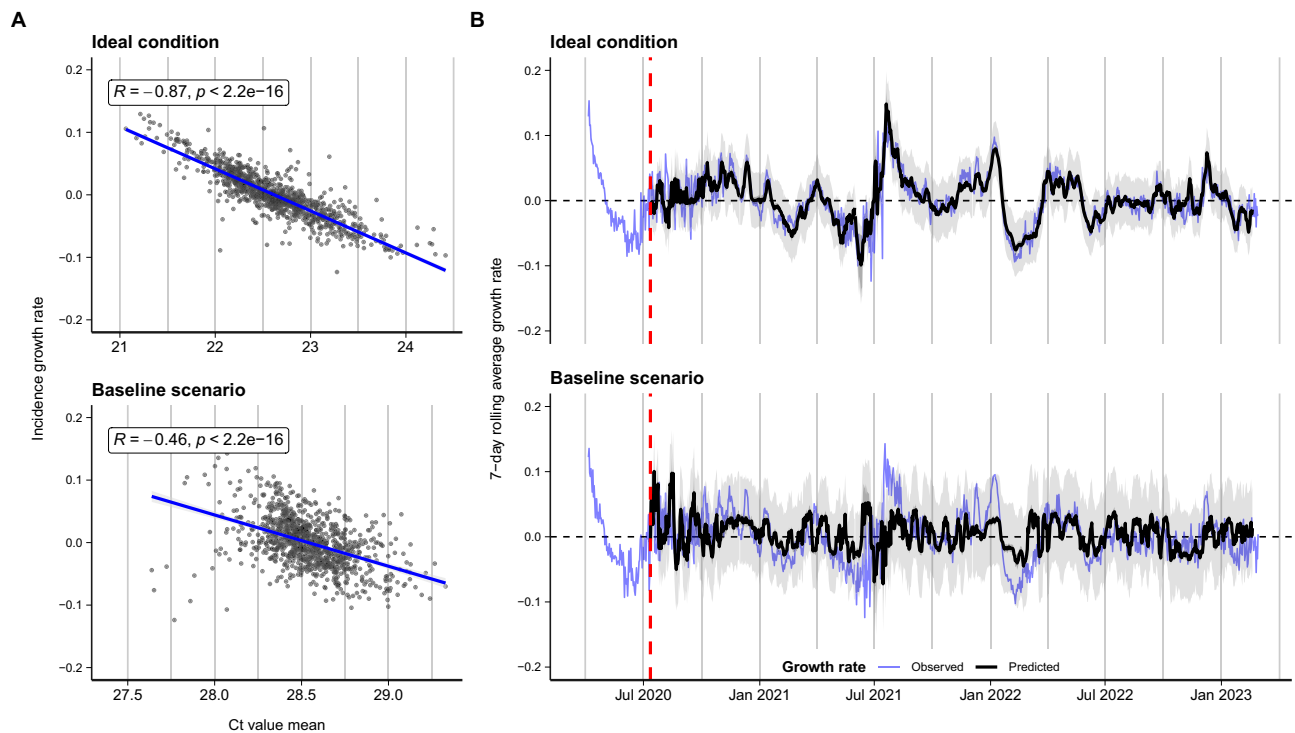 A
Ideal condition
R = −0.87, p < 2.2e−16
0.2
0.1
0.0
−0.1
−0.2
21 22 23 24
Baseline scenario
R = −0.46, p < 2.2e−16
0.2
0.1
0.0
−0.1
−0.2
27.5 28.0 28.5 29.0
Ct value mean
Incidence growth rate
B
Ideal condition
0.2
0.1
0.0
−0.1
−0.2
Baseline scenario
0.2
0.1
0.0
−0.1
−0.2
Growth rate Observed Predicted
Jul 2020 Jan 2021 Jul 2021 Jan 2022 Jul 2022 Jan 2023
7−day rolling average growth rate